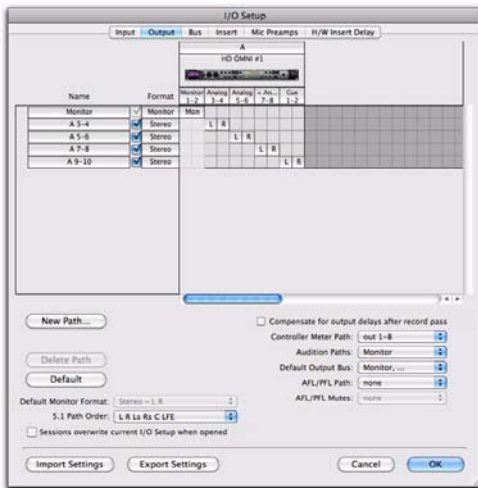 I/O Setup
Input Output Bus Insert Mic Preamps H/W Insert Delay
A
HD OMNI #1
Name Format Monitor 1-2 Analog 3-4 Analog 5-6 + An... 7-8 Cue 1-2
Monitor Monitor Mon
A 3-4 Stereo L R
A 5-6 Stereo L R
A 7-8 Stereo L R
A 9-10 Stereo L R
New Path...
Compensate for output delays after record pass
Controller Meter Path: out 1-8
Audition Paths: Monitor
Delete Path
Default Output Bus: Monitor, ...
Default
AFL/PFL Path: none
Default Monitor Format: Stereo - L R
AFL/PFL Mutes: none
5.1 Path Order: L R Ls Rs C LFE
Sessions overwrite current I/O Setup when opened
Import Settings Export Settings Cancel OK